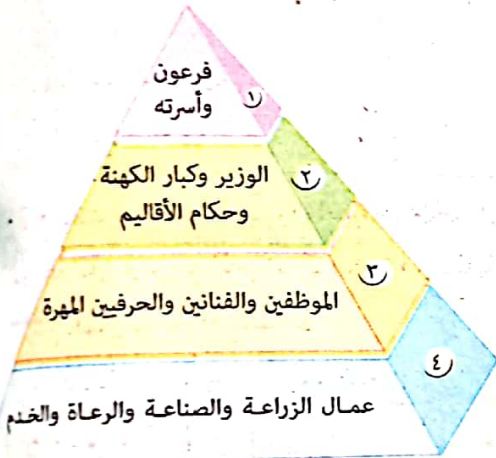 فرعون
وأسرته
١
الوزير وكبار الكهنة
وحكام الأقاليم
٢
الموظفين والفنانين والحرفيين المهرة
٣
عمال الزراعة والصناعة والرعاة والخدم
٤